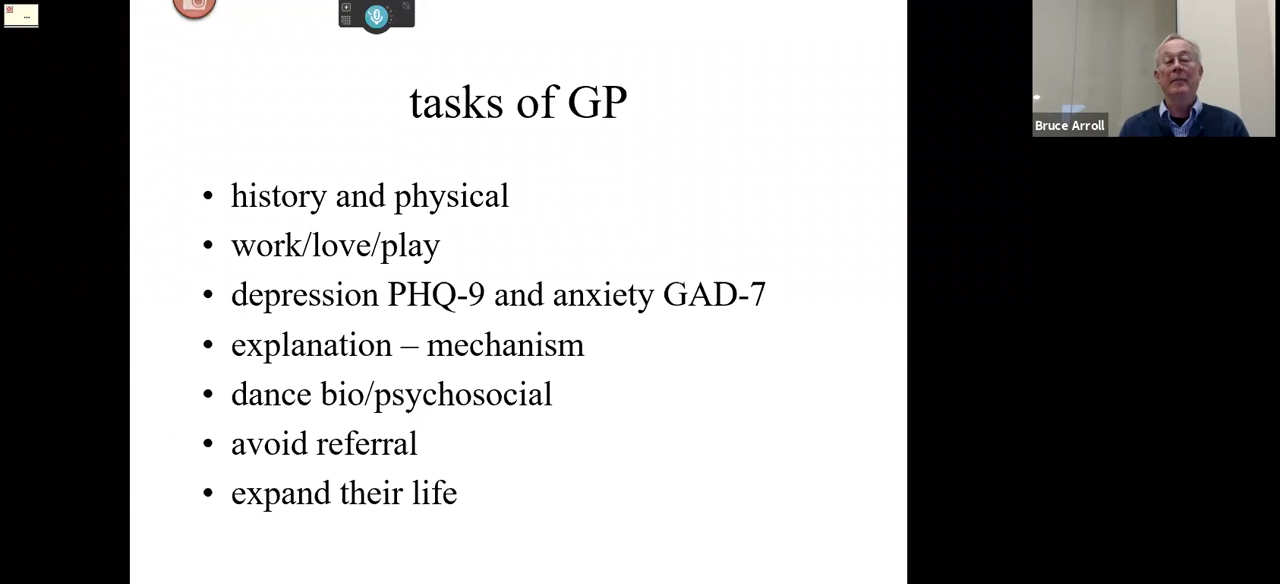 tasks of GP
• history and physical
• work/love/play
• depression PHQ-9 and anxiety GAD-7
• explanation – mechanism
• dance bio/psychosocial
• avoid referral
• expand their life
Bruce Arroll